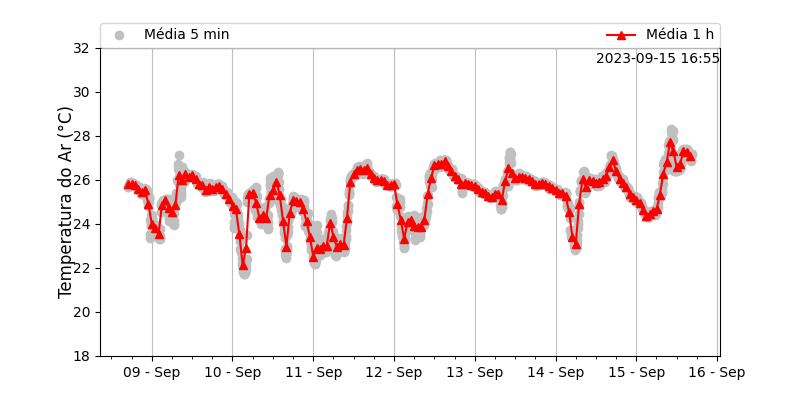 Média 5 min
Média 1 h
2023-09-15 16:55
Temperatura do Ar (°C)
32
30
28
26
24
22
20
18
09 - Sep
10 - Sep
11 - Sep
12 - Sep
13 - Sep
14 - Sep
15 - Sep
16 - Sep